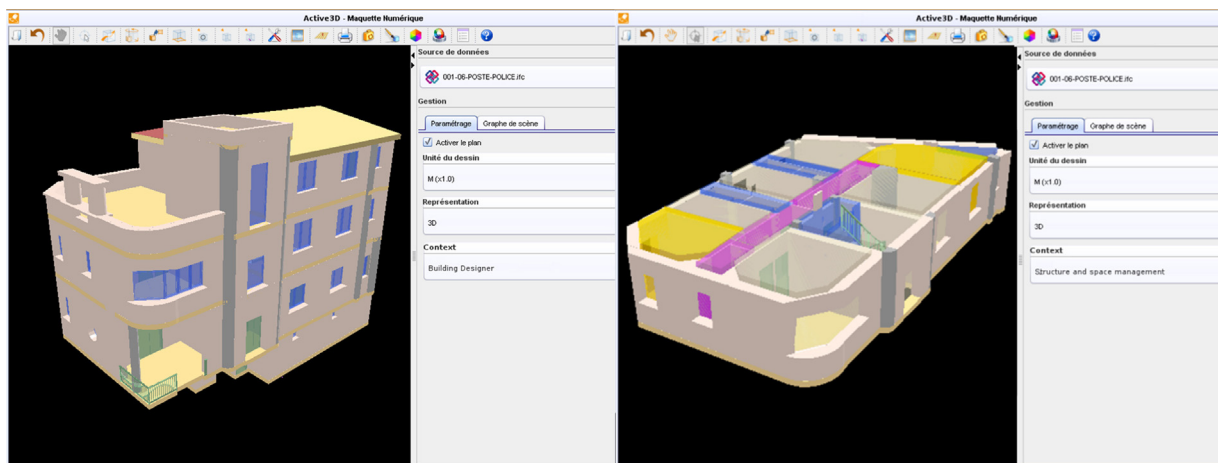 Active3D - Maquette Numérique
Source de données
001-06-POSTE-POLICE.ifc
Gestion
Paramétrage Graphe de scène
Activer le plan
Unité du dessin
M (x1.0)
Représentation
3D
Context
Building Designer
Active3D - Maquette Numérique
Source de données
001-06-POSTE-POLICE.ifc
Gestion
Paramétrage Graphe de scène
Activer le plan
Unité du dessin
M (x1.0)
Représentation
3D
Context
Structure and space management